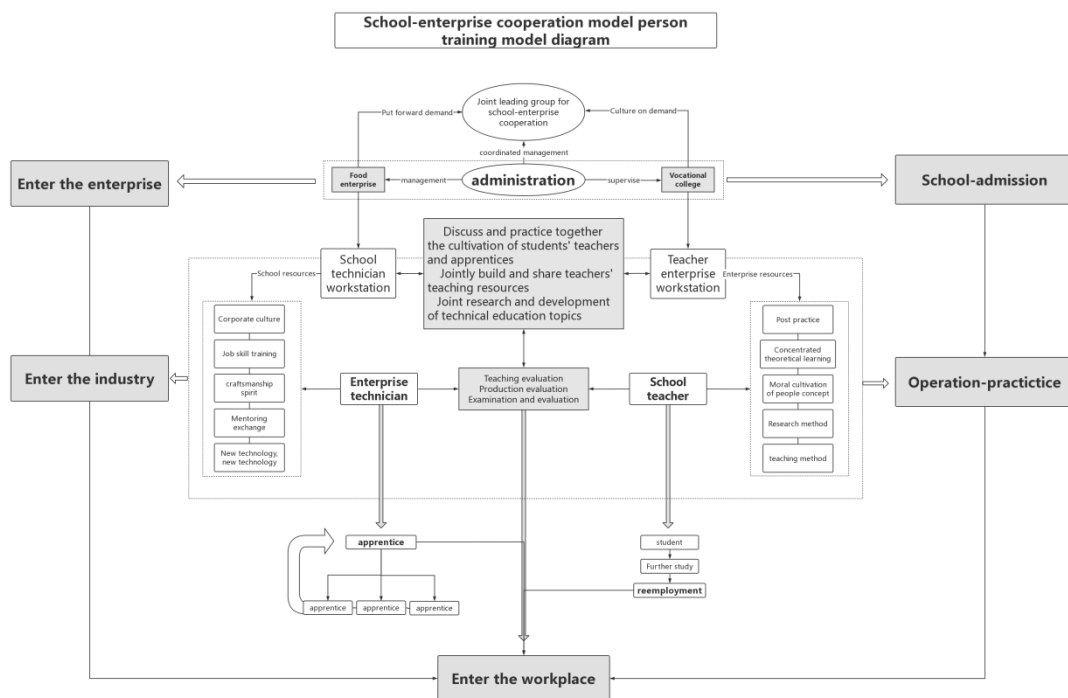 School-enterprise cooperation model person
training model diagram
Joint leading group for
school-enterprise
cooperation
Put forward demand
Culture on demand
coordinated management
Enter the enterprise
Food
enterprise
management
administration
supervise
Vocational
college
School-admission
School
technician
workstation
Discuss and practice together
the cultivation of students' teachers
and apprentices
Jointly build and share teachers'
teaching resources
Joint research and development
of technical education topics
Teacher
enterprise
workstation
School resources
Enterprise resources
Corporate culture
Job skill training
craftsmanship
spirit
Mentoring
exchange
New technology,
new technology
Post practice
Concentrated
theoretical learning
Moral cultivation
of people concept
Research method
teaching method
Enter the industry
Enterprise
technician
Teaching evaluation
Production evaluation
Examination and evaluation
School
teacher
Operation-practictice
apprentice
apprentice
apprentice
apprentice
student
Further study
reemployment
Enter the workplace